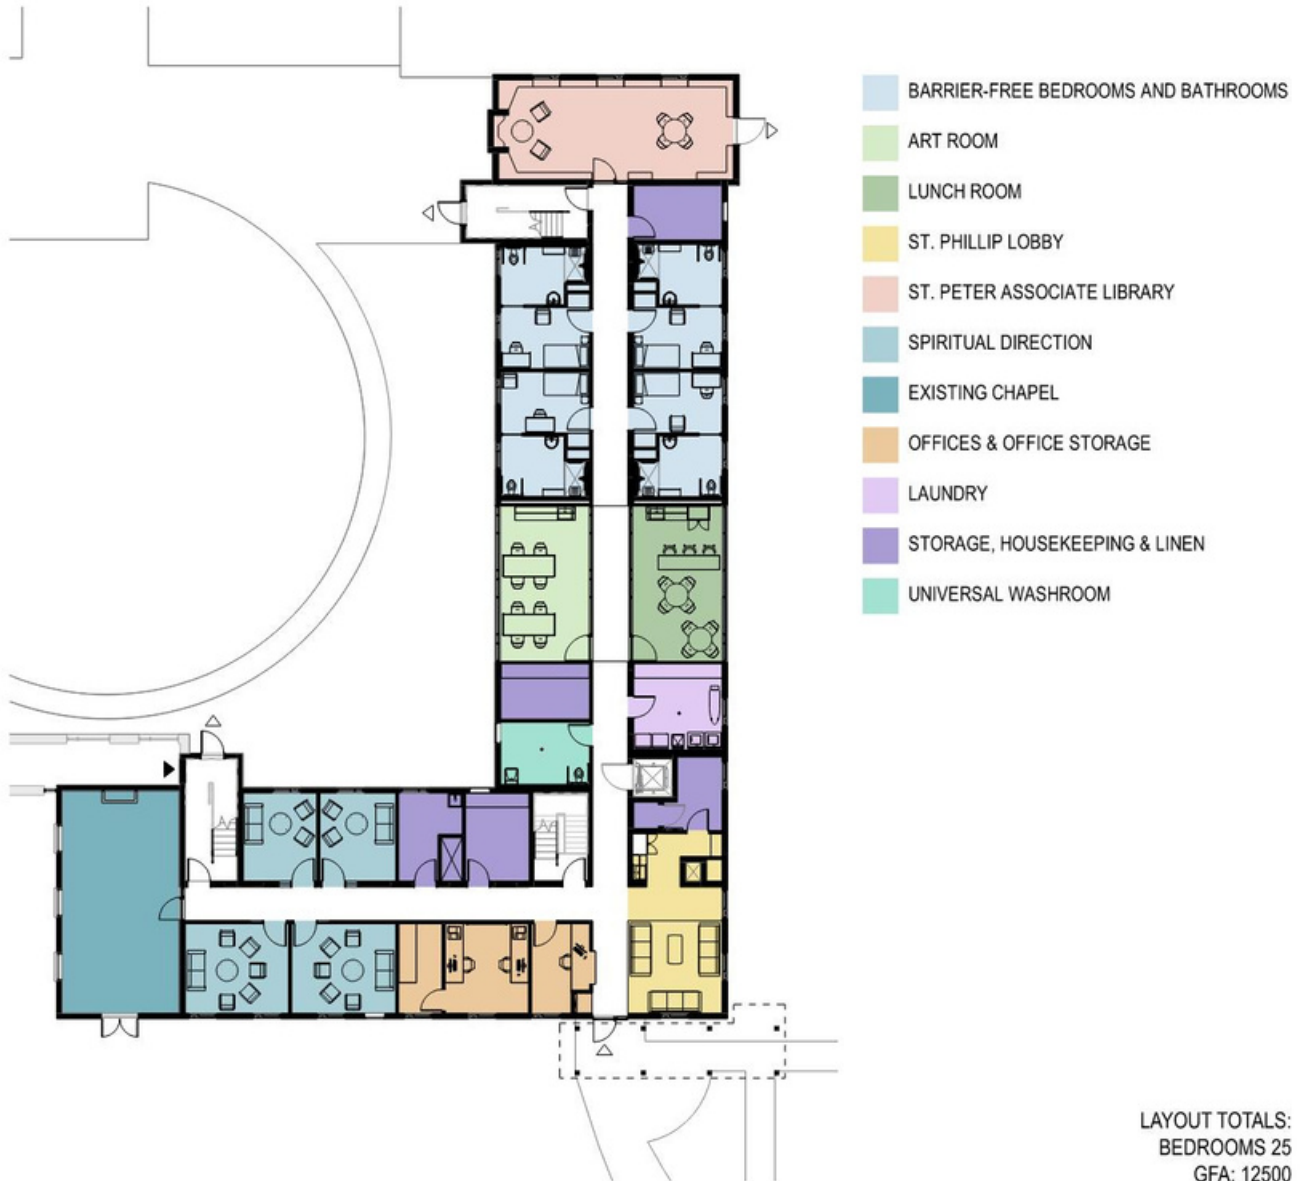 BARRIER-FREE BEDROOMS AND BATHROOMS
ART ROOM
LUNCH ROOM
ST. PHILLIP LOBBY
ST. PETER ASSOCIATE LIBRARY
SPIRITUAL DIRECTION
EXISTING CHAPEL
OFFICES & OFFICE STORAGE
LAUNDRY
STORAGE, HOUSEKEEPING & LINEN
UNIVERSAL WASHROOM
LAYOUT TOTALS:
BEDROOMS 25
GFA: 12500